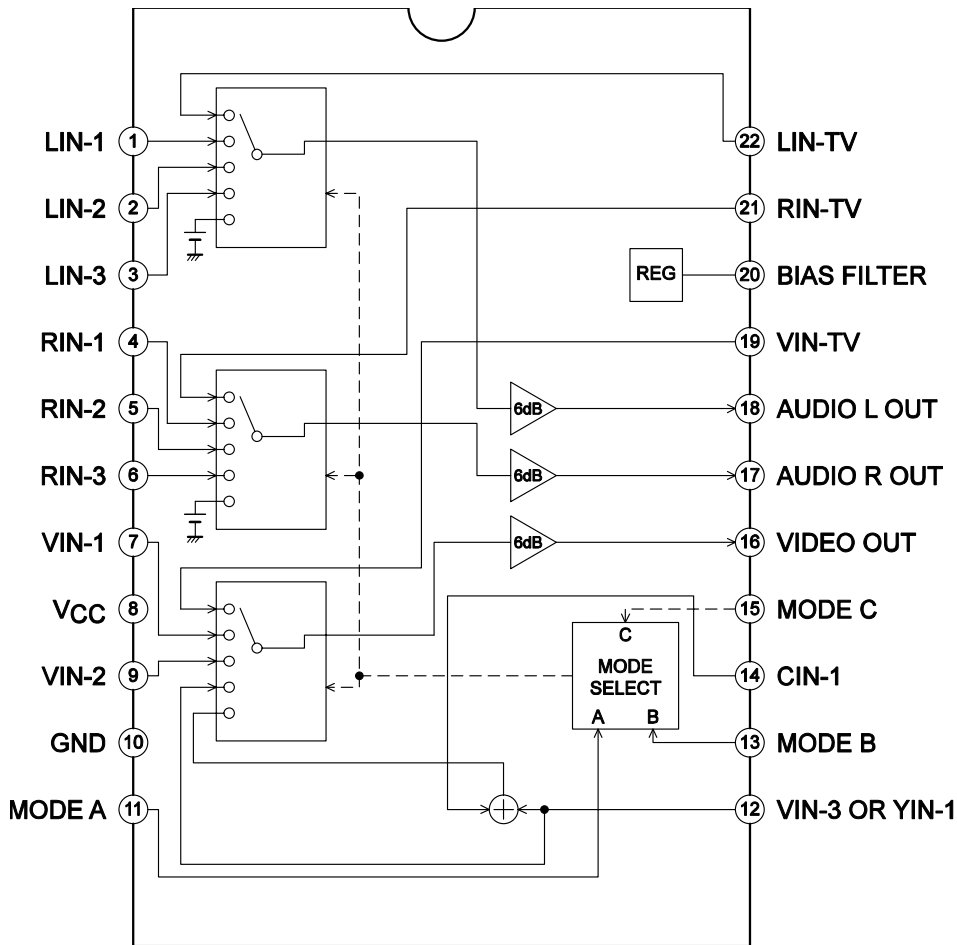 LIN-1 1
LIN-2 2
LIN-3 3
RIN-1 4
RIN-2 5
RIN-3 6
VIN-1 7
VCC 8
VIN-2 9
GND 10
MODE A 11
22 LIN-TV
21 RIN-TV
REG 20 BIAS FILTER
19 VIN-TV
6dB 18 AUDIO L OUT
6dB 17 AUDIO R OUT
6dB 16 VIDEO OUT
15 MODE C
C
MODE
SELECT
A B
14 CIN-1
13 MODE B
12 VIN-3 OR YIN-1